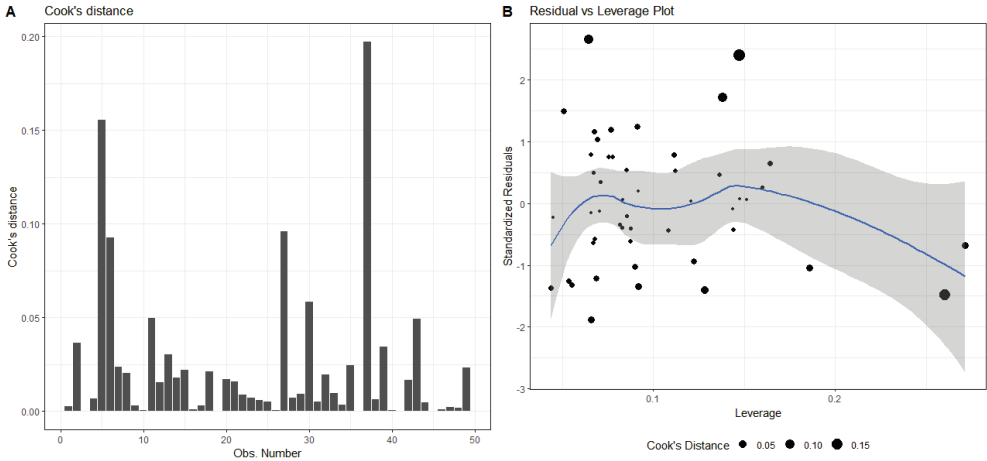 A
Cook's distance
0.20
0.15
0.10
0.05
0.00
Cook's distance
0
10
20
30
40
50
Obs. Number
B
Residual vs Leverage Plot
2
1
0
-1
-2
-3
Standardized Residuals
0.1
0.2
Leverage
Cook's Distance 0.05 0.10 0.15